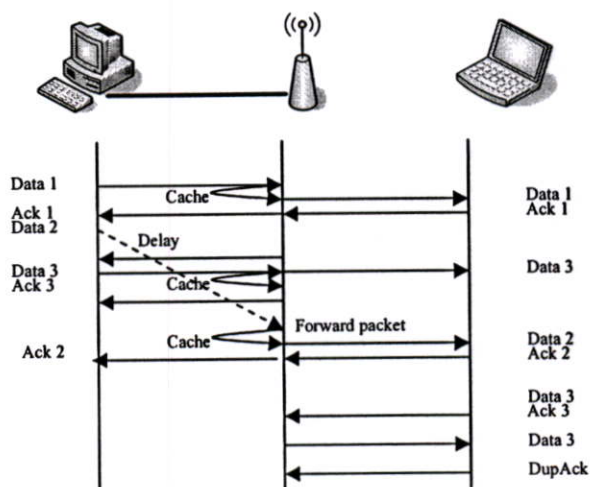 Data 1
Cache
Data 1
Ack 1
Ack 1
Data 2
Delay
Data 3
Ack 3
Cache
Data 3
Forward packet
Cache
Data 2
Ack 2
Ack 2
Data 3
Ack 3
Data 3
DupAck